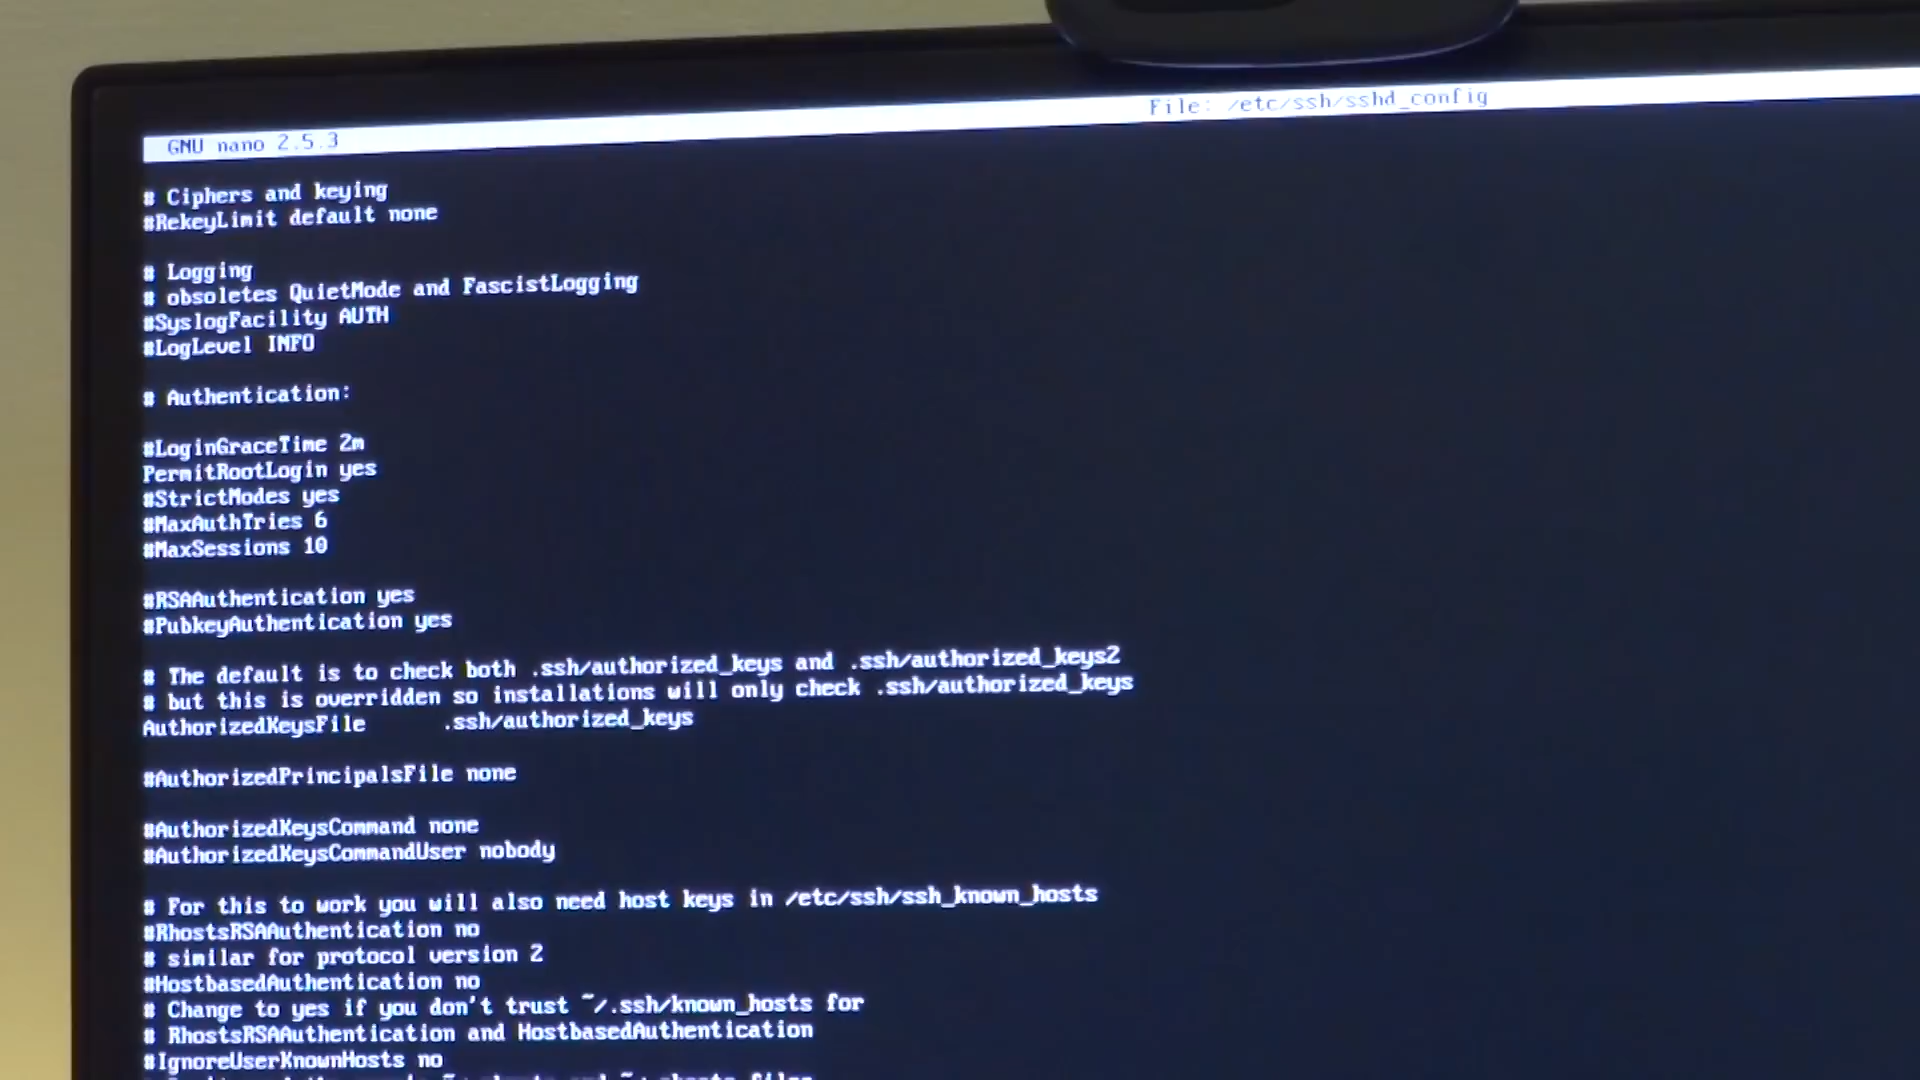 GNU nano 2.5.3
File: /etc/ssh/sshd_config
# Ciphers and keying
#RekeyLimit default none
# Logging
# obsoletes QuietMode and FascistLogging
#SyslogFacility AUTH
#LogLevel INFO
# Authentication:
#LoginGraceTime 2m
PermitRootLogin yes
#StrictModes yes
#MaxAuthTries 6
#MaxSessions 10
#RSAAuthentication yes
#PubkeyAuthentication yes
# The default is to check both .ssh/authorized_keys and .ssh/authorized_keys2
# but this is overridden so installations will only check .ssh/authorized_keys
AuthorizedKeysFile .ssh/authorized_keys
#AuthorizedPrincipalsFile none
#AuthorizedKeysCommand none
#AuthorizedKeysCommandUser nobody
# For this to work you will also need host keys in /etc/ssh/ssh_known_hosts
#RhostsRSAAuthentication no
# similar for protocol version 2
#HostbasedAuthentication no
# Change to yes if you don't trust ~/.ssh/known_hosts for
# RhostsRSAAuthentication and HostbasedAuthentication
#IgnoreUserKnownHosts no